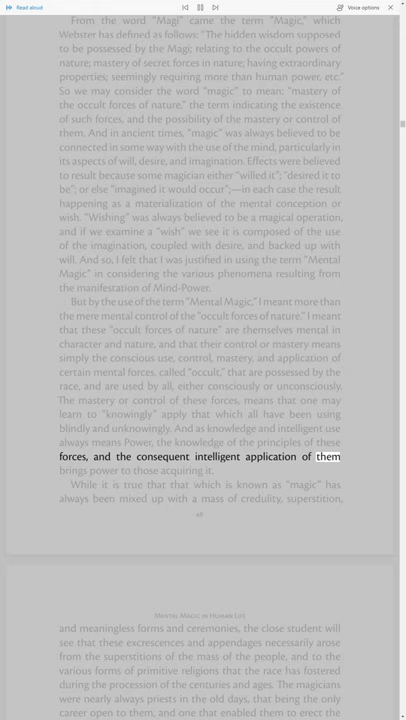 Read aloud
Voice options
From the word "Magi" came the term "Magic," which
Webster has defined as follows: "The hidden wisdom supposed
to be possessed by the Magi; relating to the occult powers of
nature; mastery of secret forces in nature; having extraordinary
properties; seemingly requiring more than human power, etc."
So we may consider the word "magic" to mean: "mastery of
the occult forces of nature," the term indicating the existence
of such forces, and the possibility of the mastery or control of
them. And in ancient times, "magic" was always believed to be
connected in some way with the use of the mind, particularly in
its aspects of will, desire, and imagination. Effects were believed
to result because some magician either "willed it"; "desired it to
be"; or else "imagined it would occur";—in each case the result
happening as a materialization of the mental conception or
wish. "Wishing" was always believed to be a magical operation,
and if we examine a "wish" we see it is composed of the use
of the imagination, coupled with desire, and backed up with
will. And so, I felt that I was justified in using the term "Mental
Magic" in considering the various phenomena resulting from
the manifestation of Mind-Power.
But by the use of the term "Mental Magic," I meant more than
the mere mental control of the "occult forces of nature." I meant
that these "occult forces of nature" are themselves mental in
character and nature, and that their control or mastery means
simply the conscious use, control, mastery, and application of
certain mental forces, called "occult," that are possessed by the
race, and are used by all, either consciously or unconsciously.
The mastery or control of these forces, means that one may
learn to "knowingly" apply that which all have been using
blindly and unknowingly. And as knowledge and intelligent use
always means Power, the knowledge of the principles of these
forces, and the consequent intelligent application of them
brings power to those acquiring it.
While it is true that that which is known as "magic" has
always been mixed up with a mass of credulity, superstition,
Mental Magic in Human Life
and meaningless forms and ceremonies, the close student will
see that these excrescences and appendages necessarily arose
from the superstitions of the mass of the people, and to the
various forms of primitive religions that the race has fostered
during the procession of the centuries and ages. The magicians
were nearly always priests in the old days, that being the only
career open to them, and one that enabled them to erect the